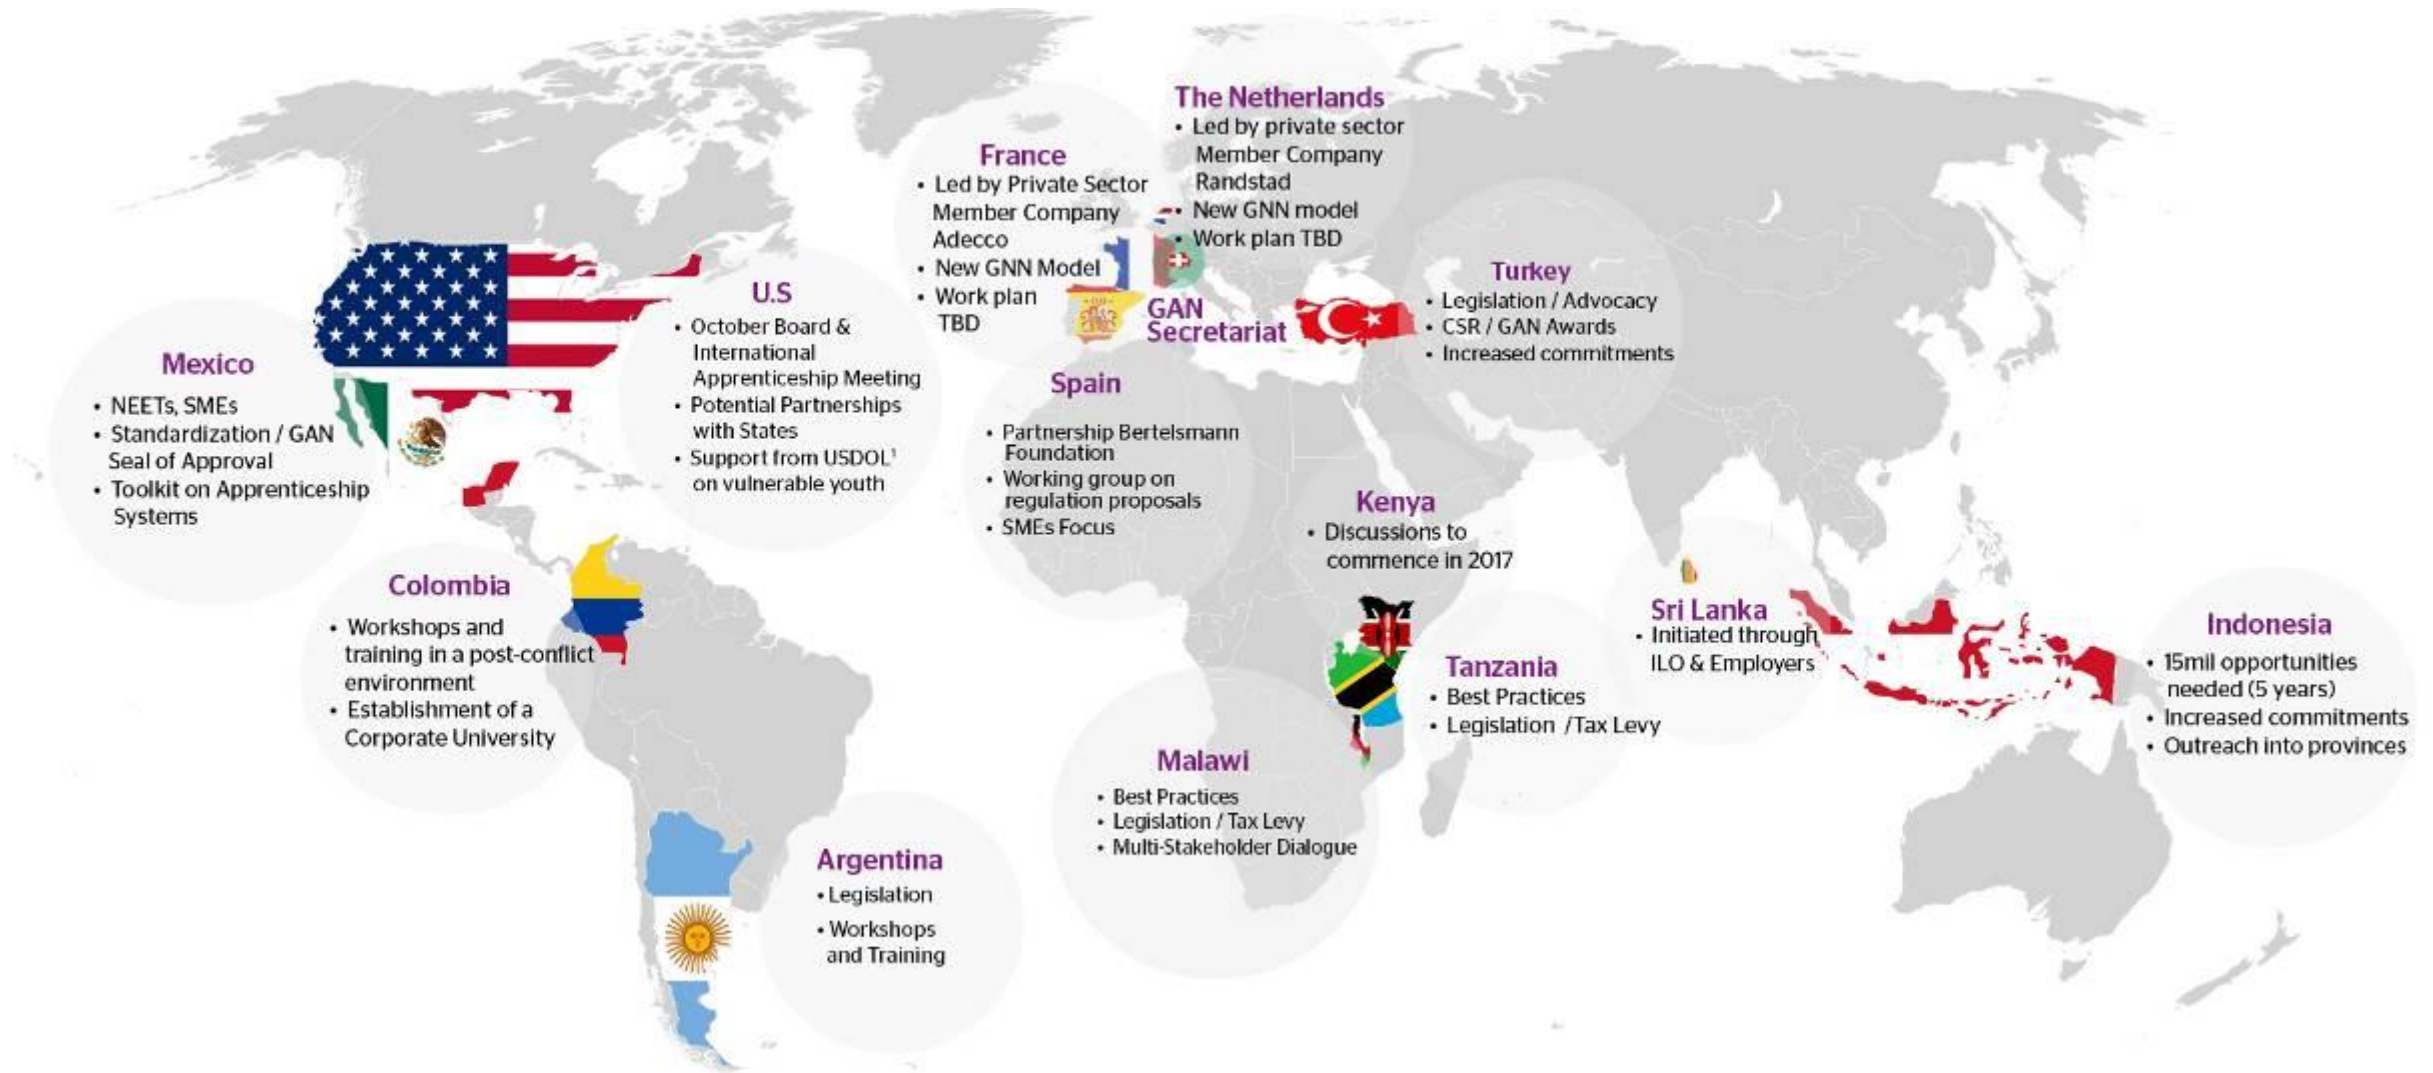 The Netherlands
• Led by private sector
Member Company
Randstad
• New GNN model
• Work plan TBD
France
• Led by Private Sector
Member Company
Adecco
• New GNN Model
• Work plan
TBD
GAN
Secretariat
Turkey
• Legislation / Advocacy
• CSR / GAN Awards
• Increased commitments
U.S
• October Board &
International
Apprenticeship Meeting
• Potential Partnerships
with States
• Support from USDOL¹
on vulnerable youth
Mexico
• NEETs, SMEs
• Standardization / GAN
Seal of Approval
• Toolkit on Apprenticeship
Systems
Spain
• Partnership Bertelsmann
Foundation
• Working group on
regulation proposals
• SMEs Focus
Kenya
• Discussions to
commence in 2017
Colombia
• Workshops and
training in a post-conflict
environment
• Establishment of a
Corporate University
Sri Lanka
• Initiated through
ILO & Employers
Indonesia
• 15mil opportunities
needed (5 years)
• Increased commitments
• Outreach into provinces
Tanzania
• Best Practices
• Legislation /Tax Levy
Malawi
• Best Practices
• Legislation / Tax Levy
• Multi-Stakeholder Dialogue
Argentina
• Legislation
• Workshops
and Training